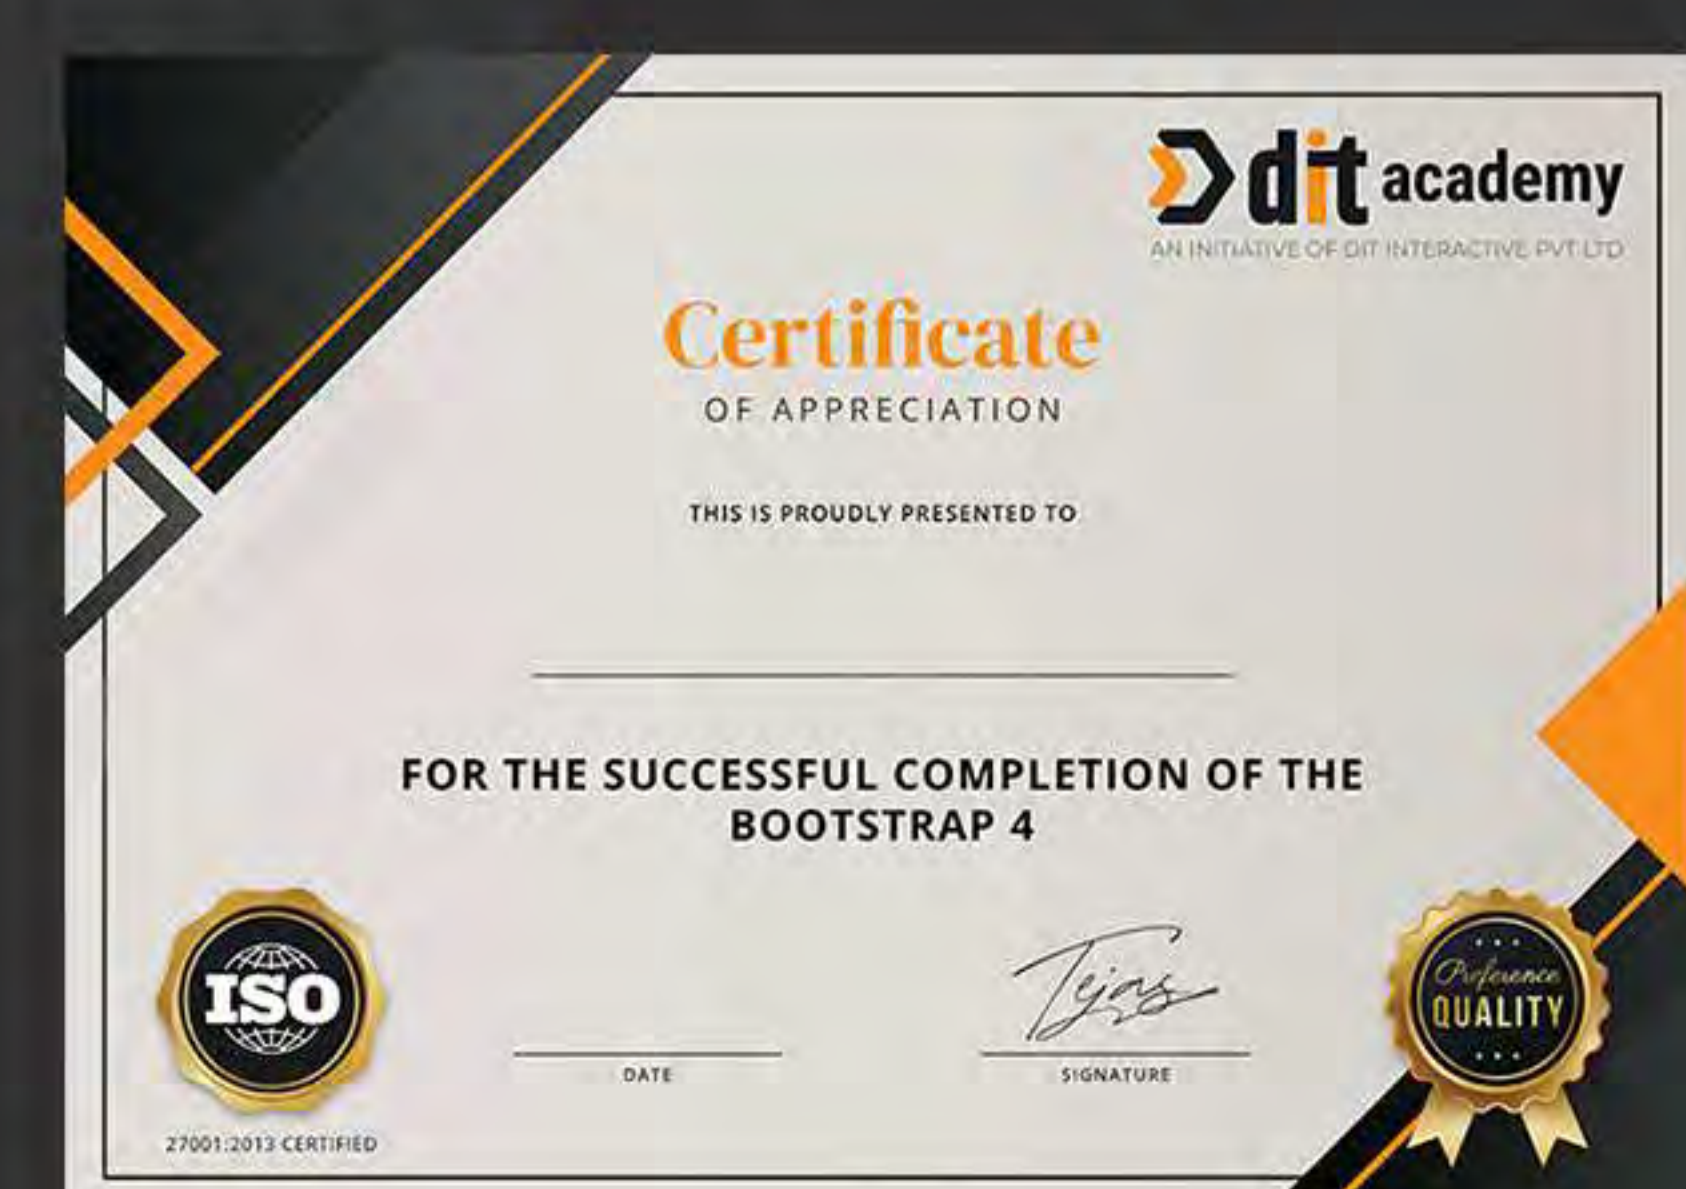 dit academy
AN INITIATIVE OF DIT INTERACTIVE PVT LTD
Certificate
OF APPRECIATION
THIS IS PROUDLY PRESENTED TO
FOR THE SUCCESSFUL COMPLETION OF THE
BOOTSTRAP 4
ISO
27001:2013 CERTIFIED
DATE
Tejas
SIGNATURE
Preference
QUALITY